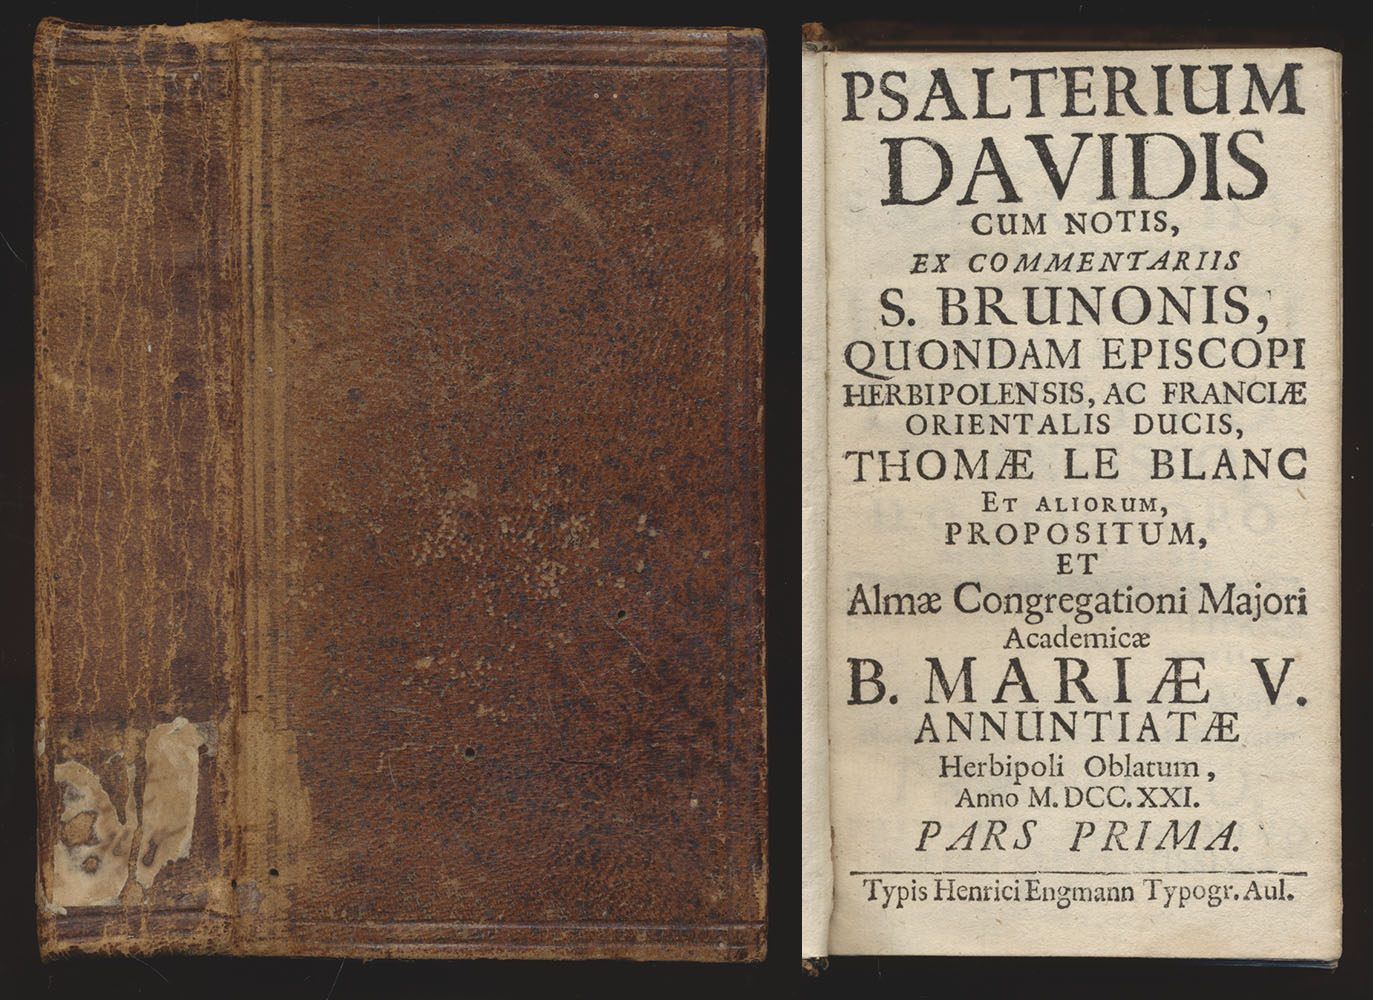 PSALTERIUM
DAVIDIS
CUM NOTIS,
EX COMMENTARIIS
S. BRUNONIS,
QUONDAM EPISCOPI
HERBIPOLENSIS, AC FRANCIÆ
ORIENTALIS DUCIS,
THOMÆ LE BLANC
ET ALIORUM,
PROPOSITUM,
ET
Almæ Congregationi Majori
Academicæ
B. MARIÆ V.
ANNUNTIATÆ
Herbipoli Oblatum,
Anno M. DCC. XXI.
PARS PRIMA.
Typis Henrici Engmann Typogr. Aul.